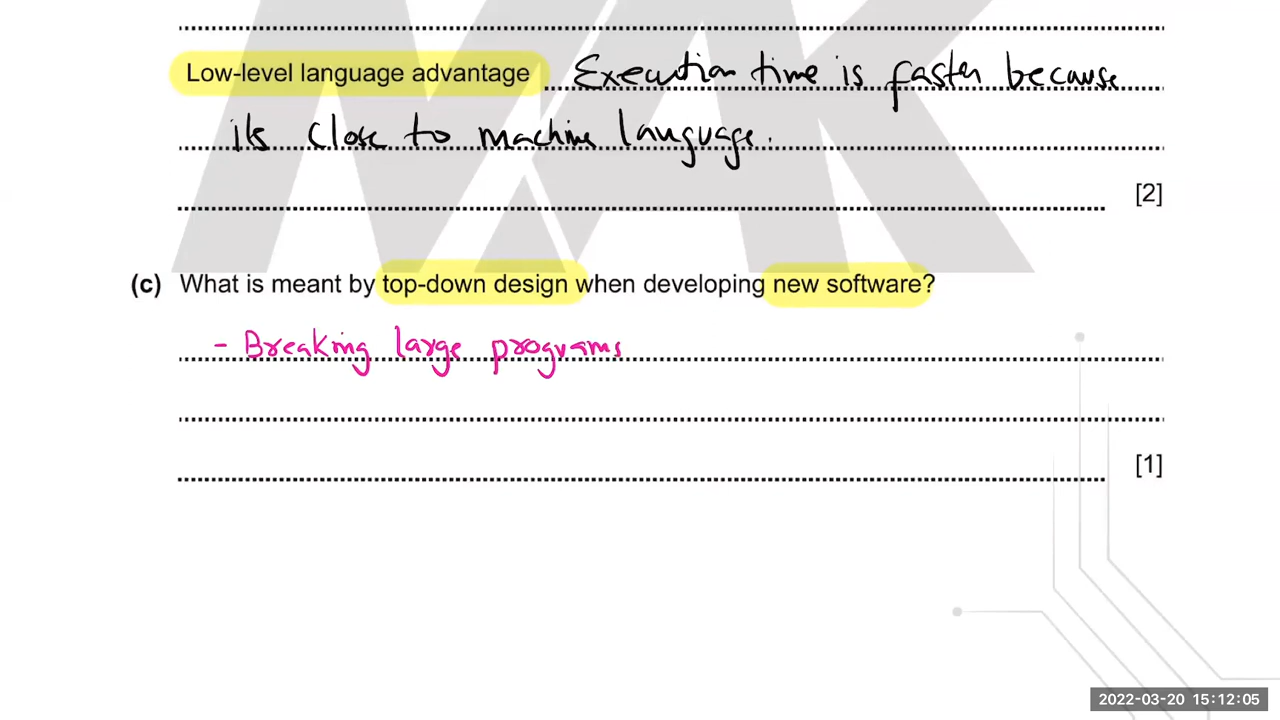 Low-level language advantage Execution time is faster because
its close to machine language.
[2]
(c) What is meant by top-down design when developing new software?
- Breaking large programs
[1]
2022-03-20 15:12:05